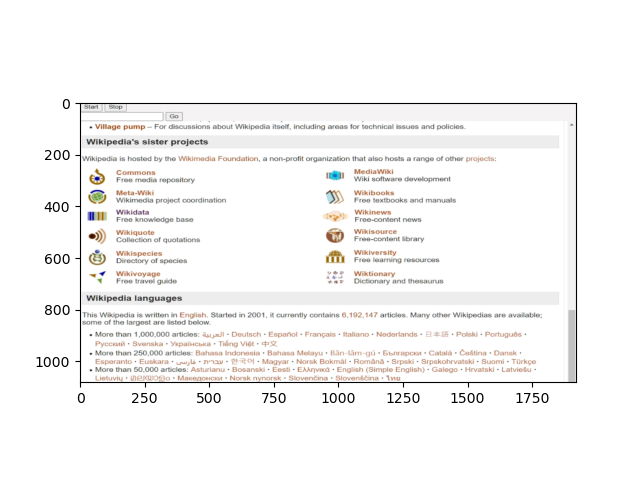 Start Stop
Go
• Village pump – For discussions about Wikipedia itself, including areas for technical issues and policies.
Wikipedia's sister projects
Wikipedia is hosted by the Wikimedia Foundation, a non-profit organization that also hosts a range of other projects:
Commons
Free media repository
MediaWiki
Wiki software development
Meta-Wiki
Wikimedia project coordination
Wikibooks
Free textbooks and manuals
Wikidata
Free knowledge base
Wikinews
Free-content news
Wikiquote
Collection of quotations
Wikisource
Free-content library
Wikispecies
Directory of species
Wikiversity
Free learning resources
Wikivoyage
Free travel guide
Wiktionary
Dictionary and thesaurus
Wikipedia languages
This Wikipedia is written in English. Started in 2001, it currently contains 6,192,147 articles. Many other Wikipedias are available;
some of the largest are listed below.
• More than 1,000,000 articles: العربية · Deutsch · Español · Français · Italiano · Nederlands · 日本語 · Polski · Português ·
Русский · Svenska · Українська · Tiếng Việt · 中文
• More than 250,000 articles: Bahasa Indonesia · Bahasa Melayu · Bân-lâm-gú · Български · Català · Čeština · Dansk ·
Esperanto · Euskara · فارسی · עברית · 한국어 · Magyar · Norsk Bokmål · Română · Srpski · Srpskohrvatski · Suomi · Türkçe
• More than 50,000 articles: Asturianu · Bosanski · Eesti · Ελληνικά · English (Simple English) · Galego · Hrvatski · Latviešu ·
Lietuvių · മലയാളം · Македонски · Norsk nynorsk · Slovenčina · Slovenščina · ไทย
0
200
400
600
800
1000
0 250 500 750 1000 1250 1500 1750